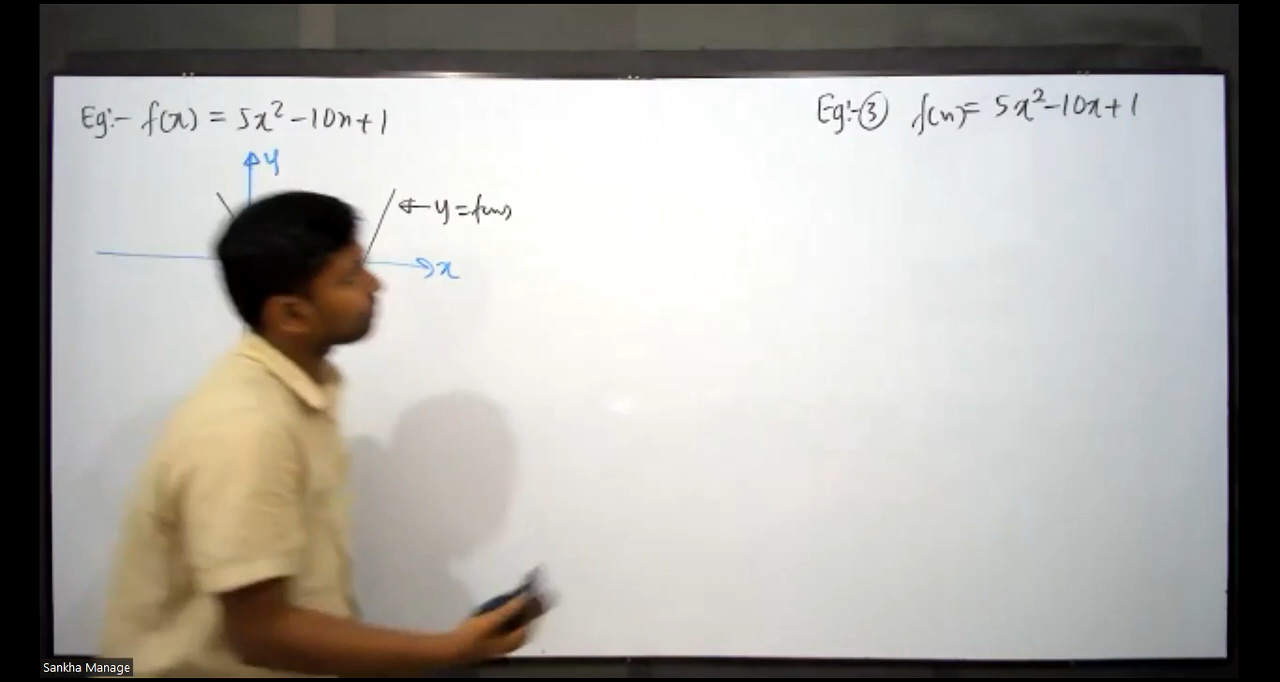 Eg:- f(x) = 5x² -10x+1
y
y = f(x)
x
Eg:-③ f(x)= 5x²-10x+1
Sankha Manage